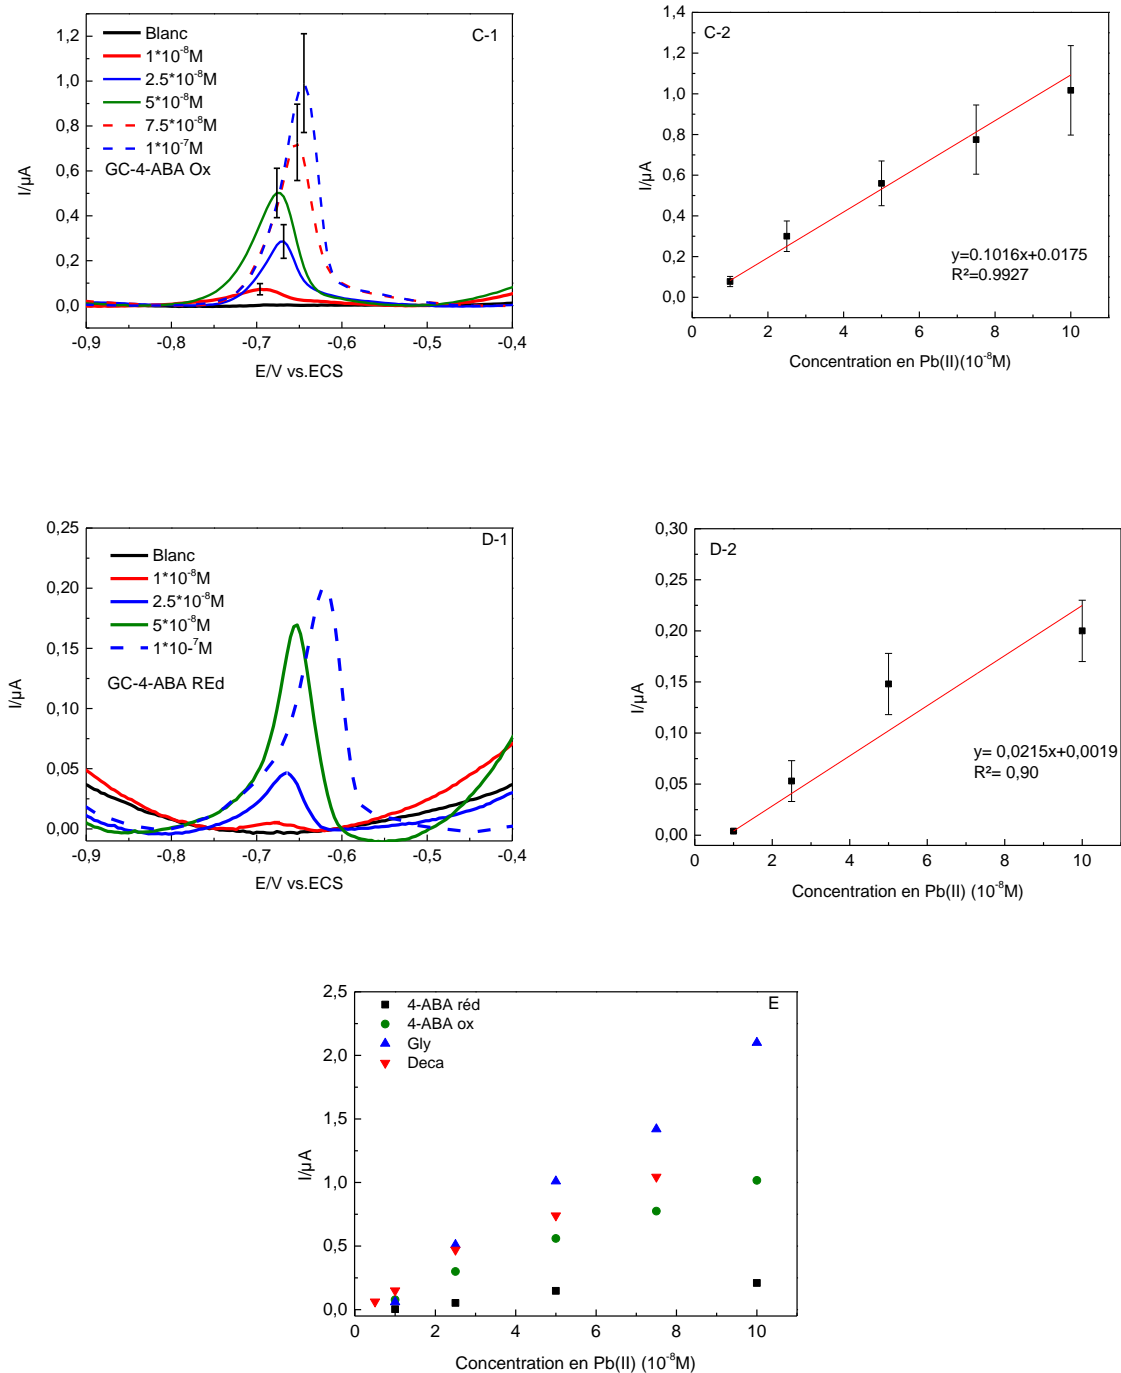 C-1
Blanc
1*10⁻⁸M
2.5*10⁻⁸M
5*10⁻⁸M
7.5*10⁻⁸M
1*10⁻⁷M
GC-4-ABA Ox
1,2
1,0
0,8
0,6
0,4
0,2
0,0
I/µA
-0,9 -0,8 -0,7 -0,6 -0,5 -0,4
E/V vs.ECS
C-2
1,4
1,2
1,0
0,8
0,6
0,4
0,2
0,0
I/µA
y=0.1016x+0.0175
R²=0.9927
0 2 4 6 8 10
Concentration en Pb(II)(10⁻⁸M)
D-1
Blanc
1*10⁻⁸M
2.5*10⁻⁸M
5*10⁻⁸M
1*10-⁷M
GC-4-ABA REd
0,25
0,20
0,15
0,10
0,05
0,00
I/µA
-0,9 -0,8 -0,7 -0,6 -0,5 -0,4
E/V vs.ECS
D-2
0,30
0,25
0,20
0,15
0,10
0,05
0,00
I/µA
y= 0,0215x+0,0019
R²= 0,90
0 2 4 6 8 10
Concentration en Pb(II) (10⁻⁸M)
E
4-ABA réd
4-ABA ox
Gly
Deca
2,5
2,0
1,5
1,0
0,5
0,0
I/µA
0 2 4 6 8 10
Concentration en Pb(II) (10⁻⁸M)